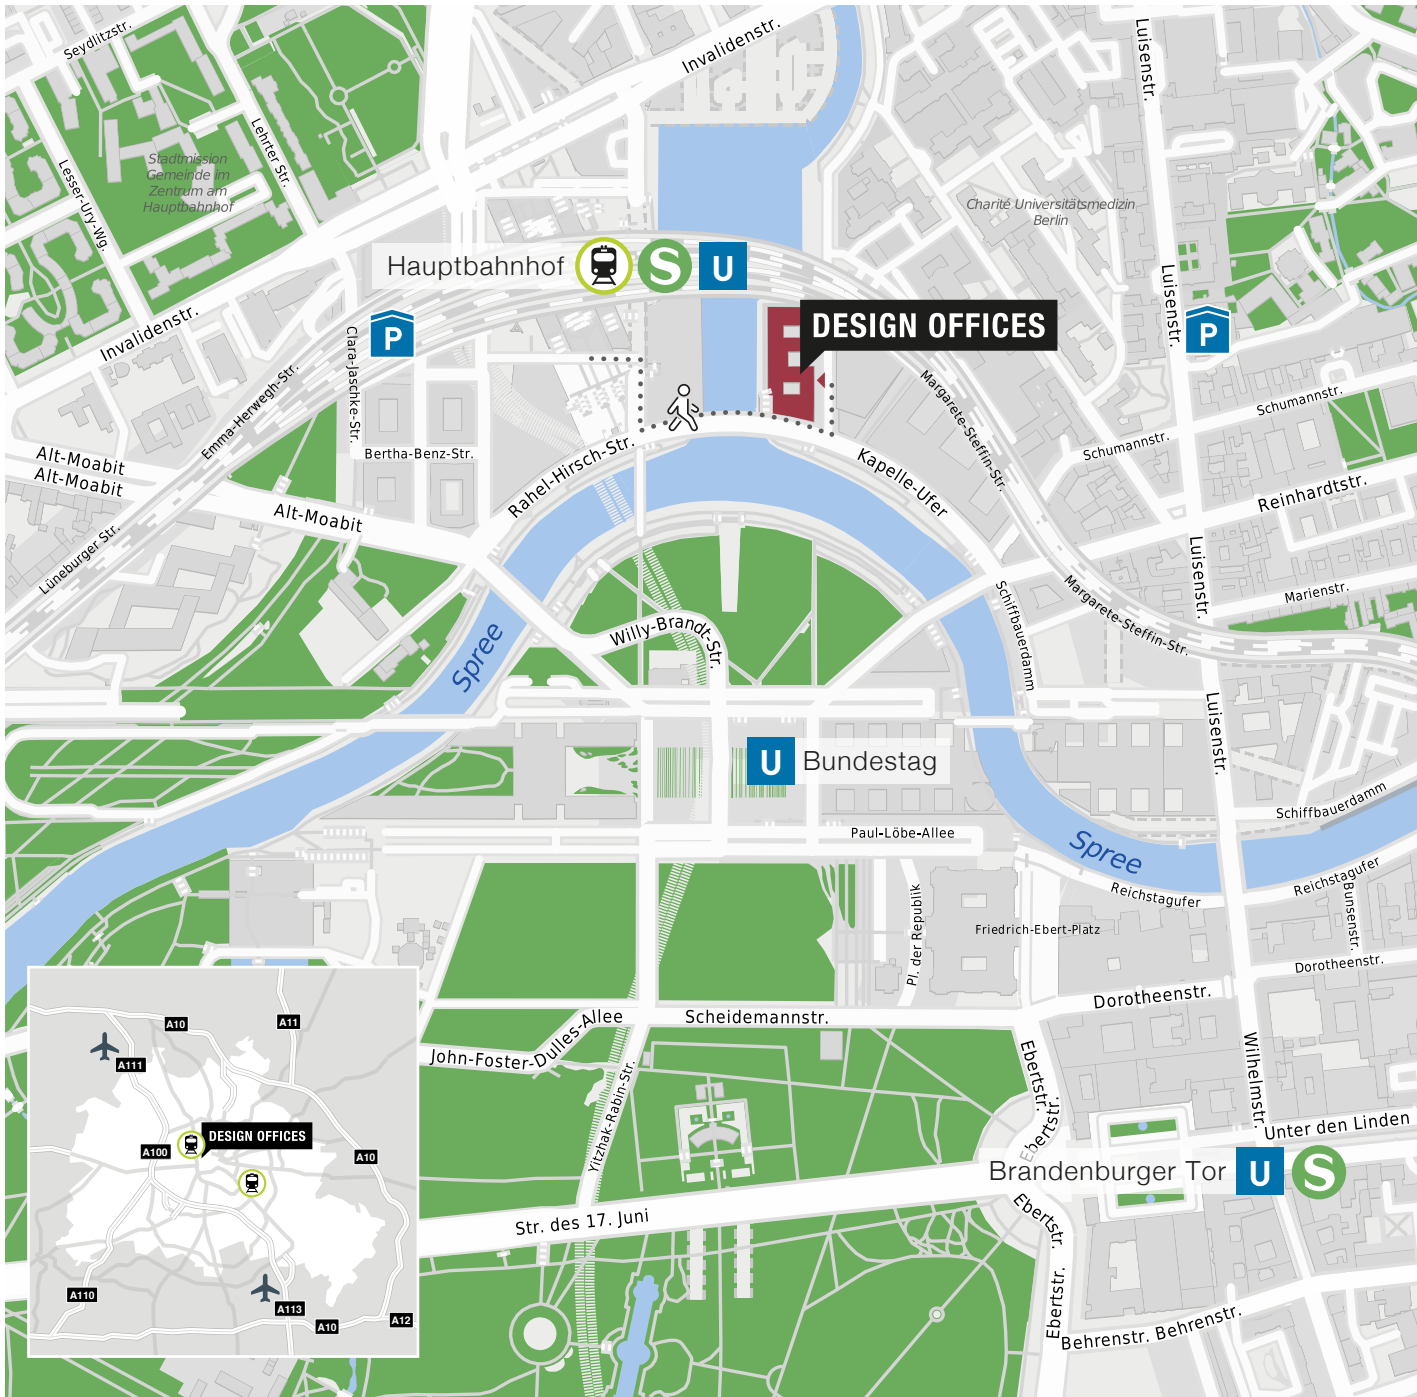 Seydlitzstr.
Invalidenstr.
Luisenstr.
Lehrter Str.
Lesser-Ury-Wg.
Stadtmission
Gemeinde im
Zentrum am
Hauptbahnhof
Charité Universitätsmedizin
Berlin
Hauptbahnhof
S
U
Luisenstr.
Invalidenstr.
P
Clara-Jaschke-Str.
DESIGN OFFICES
P
Emma-Herwegh-Str.
Margarete-Steffin-Str.
Schumannstr.
Schumannstr.
Alt-Moabit
Alt-Moabit
Bertha-Benz-Str.
Rahel-Hirsch-Str.
Kapelle-Ufer
Reinhardtstr.
Alt-Moabit
Lüneburger Str.
Luisenstr.
Marienstr.
Margarete-Steffin-Str.
Schiffbauerdamm
Willy-Brandt-Str.
Spree
Luisenstr.
U
Bundestag
Schiffbauerdamm
Paul-Löbe-Allee
Spree
Reichstagufer
Reichstagufer
Bunsenstr.
Pl. der Republik
Friedrich-Ebert-Platz
Dorotheenstr.
Dorotheenstr.
Scheidemannstr.
John-Foster-Dulles-Allee
Yitzhak-Rabin-Str.
Ebertstr.
Ebertstr.
Wilhelmstr.
Unter den Linden
Brandenburger Tor
U
S
Str. des 17. Juni
Ebertstr.
Ebertstr.
Behrenstr.
Behrenstr.
A10
A11
A111
DESIGN OFFICES
A100
A10
A110
A113
A10
A12